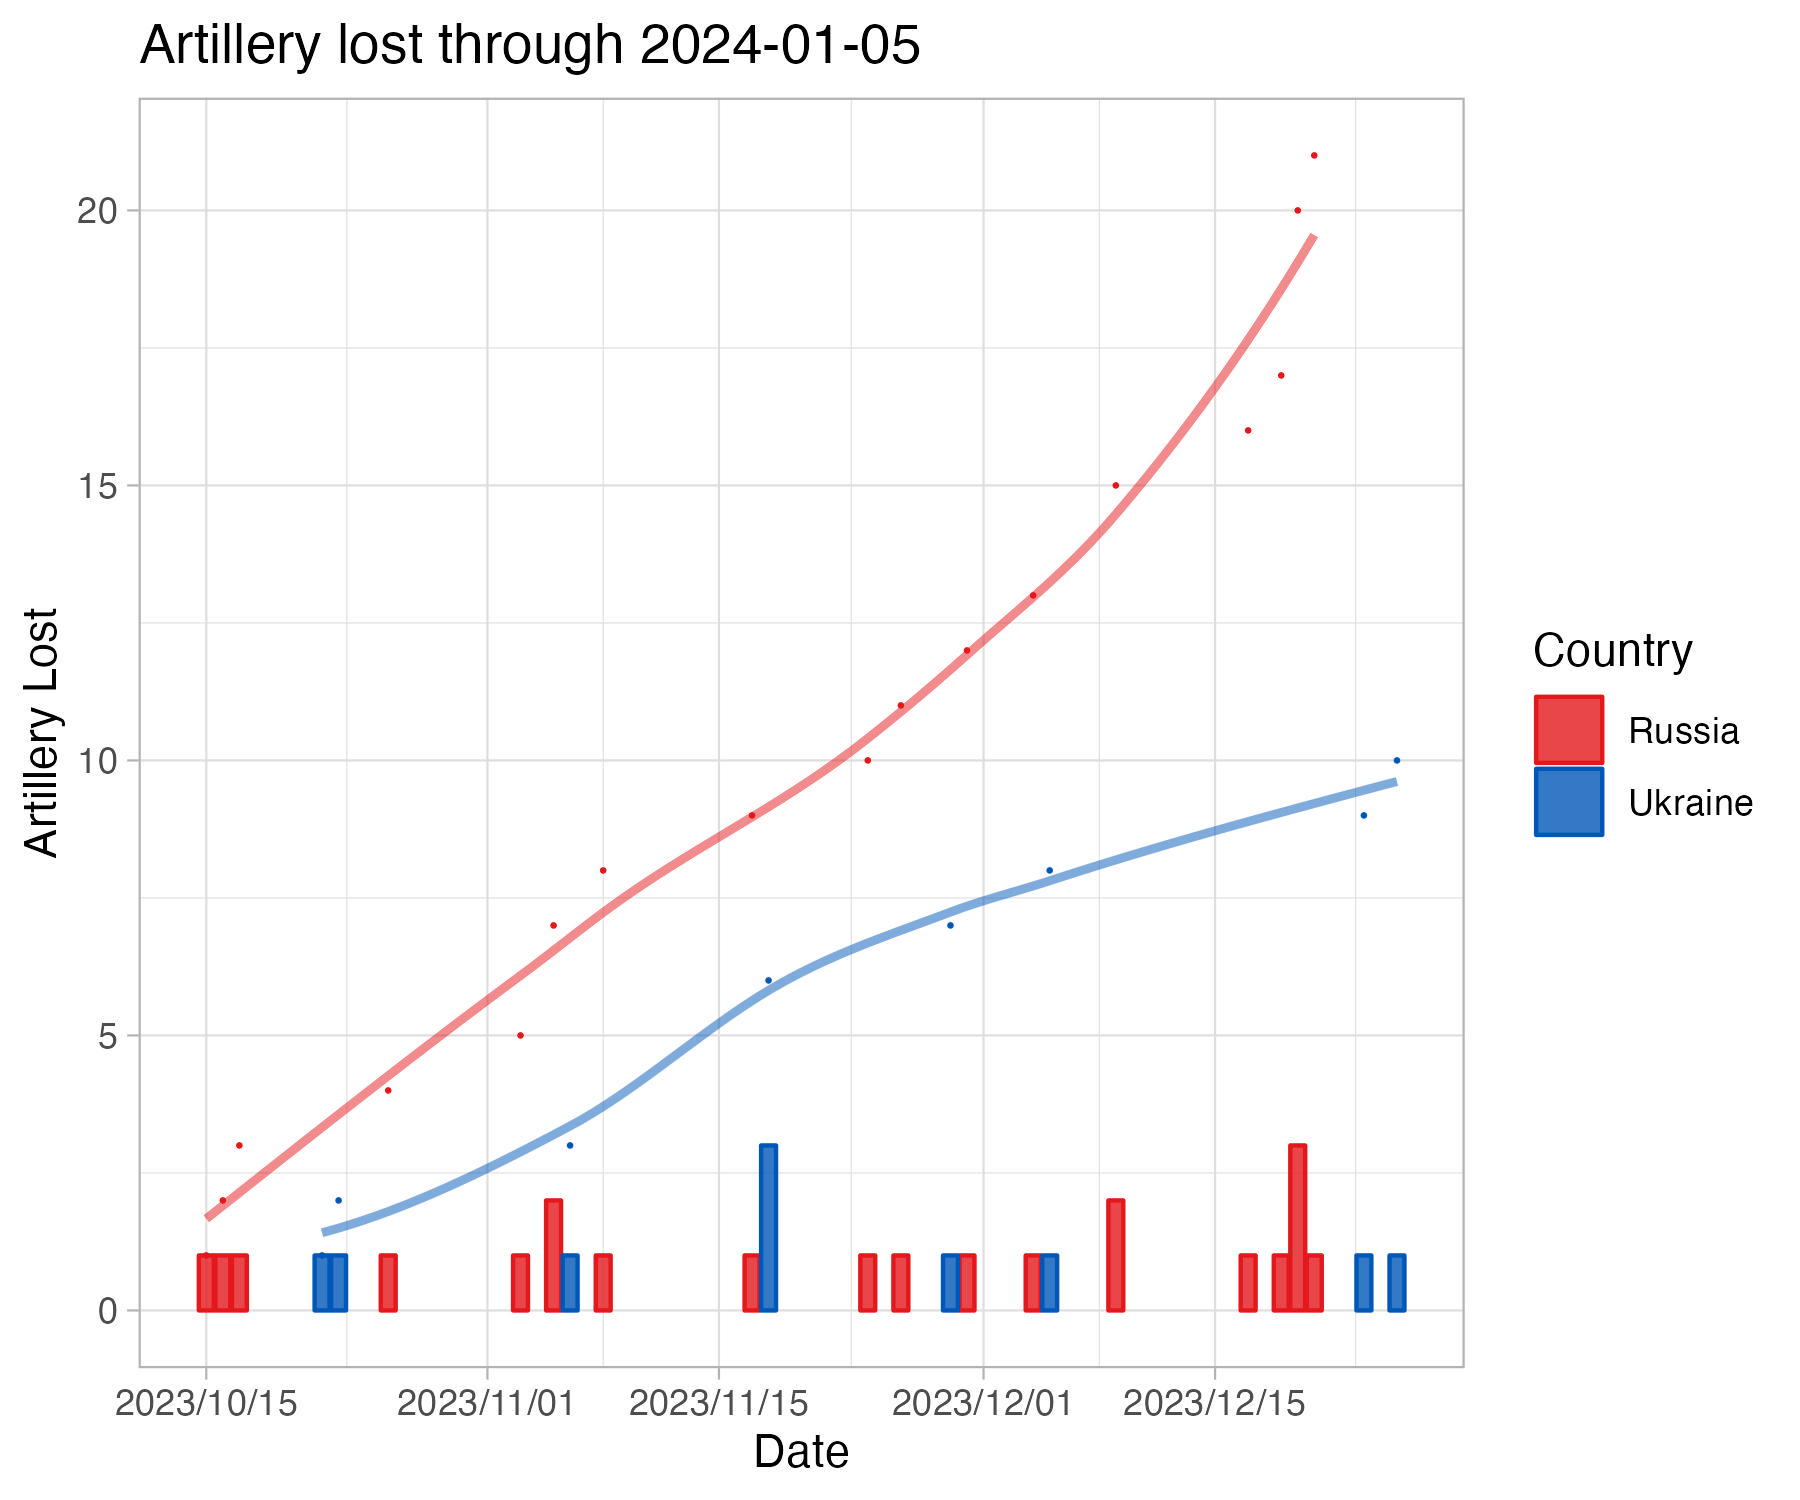 Artillery lost through 2024-01-05
Artillery Lost
20
15
10
5
0
2023/10/15 2023/11/01 2023/11/15 2023/12/01 2023/12/15
Date
Country
Russia
Ukraine